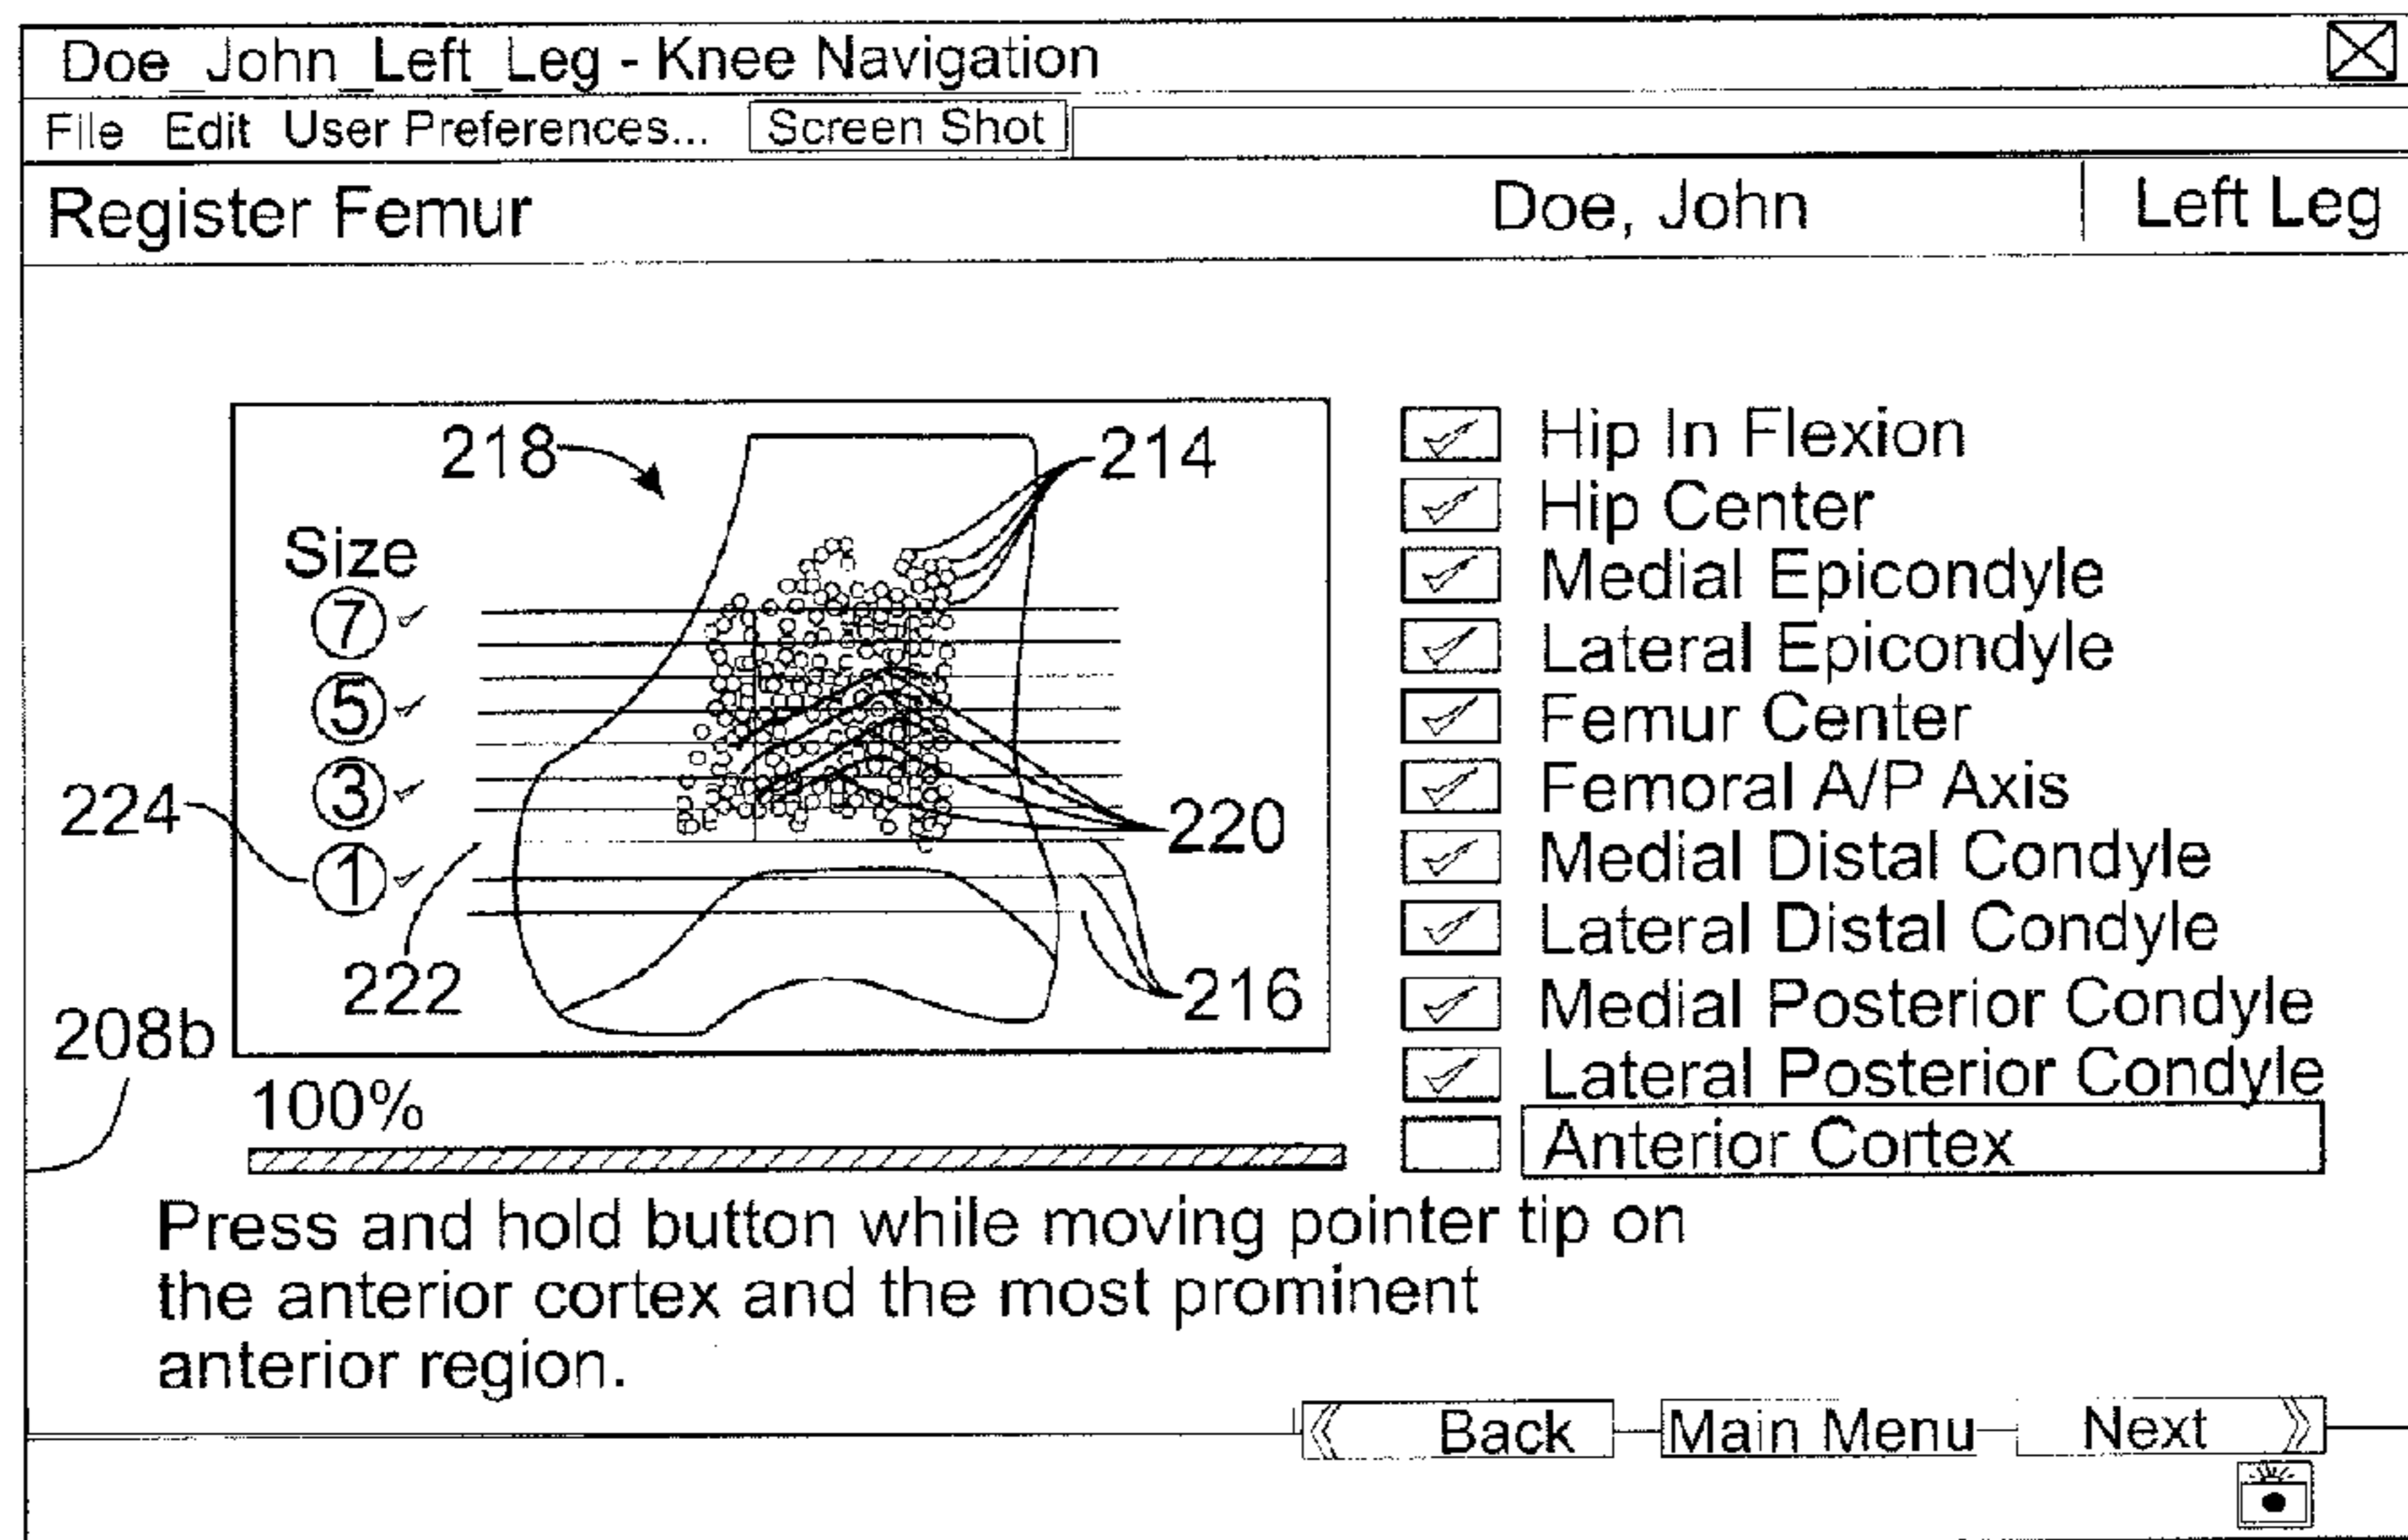 Doe_John_Left_Leg - Knee Navigation
File Edit User Preferences... Screen Shot
Register Femur Doe, John Left Leg
218
214
Size
7
5
3
1
224
222
220
216
208b
100%
Hip In Flexion
Hip Center
Medial Epicondyle
Lateral Epicondyle
Femur Center
Femoral A/P Axis
Medial Distal Condyle
Lateral Distal Condyle
Medial Posterior Condyle
Lateral Posterior Condyle
Anterior Cortex
Press and hold button while moving pointer tip on
the anterior cortex and the most prominent
anterior region.
Back Main Menu Next